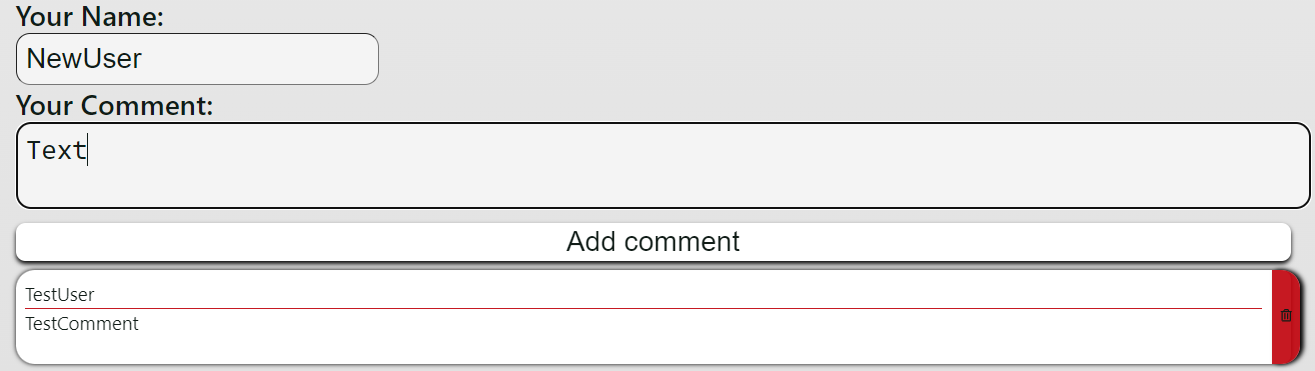 Your Name:
NewUser
Your Comment:
Text
Add comment
TestUser
TestComment